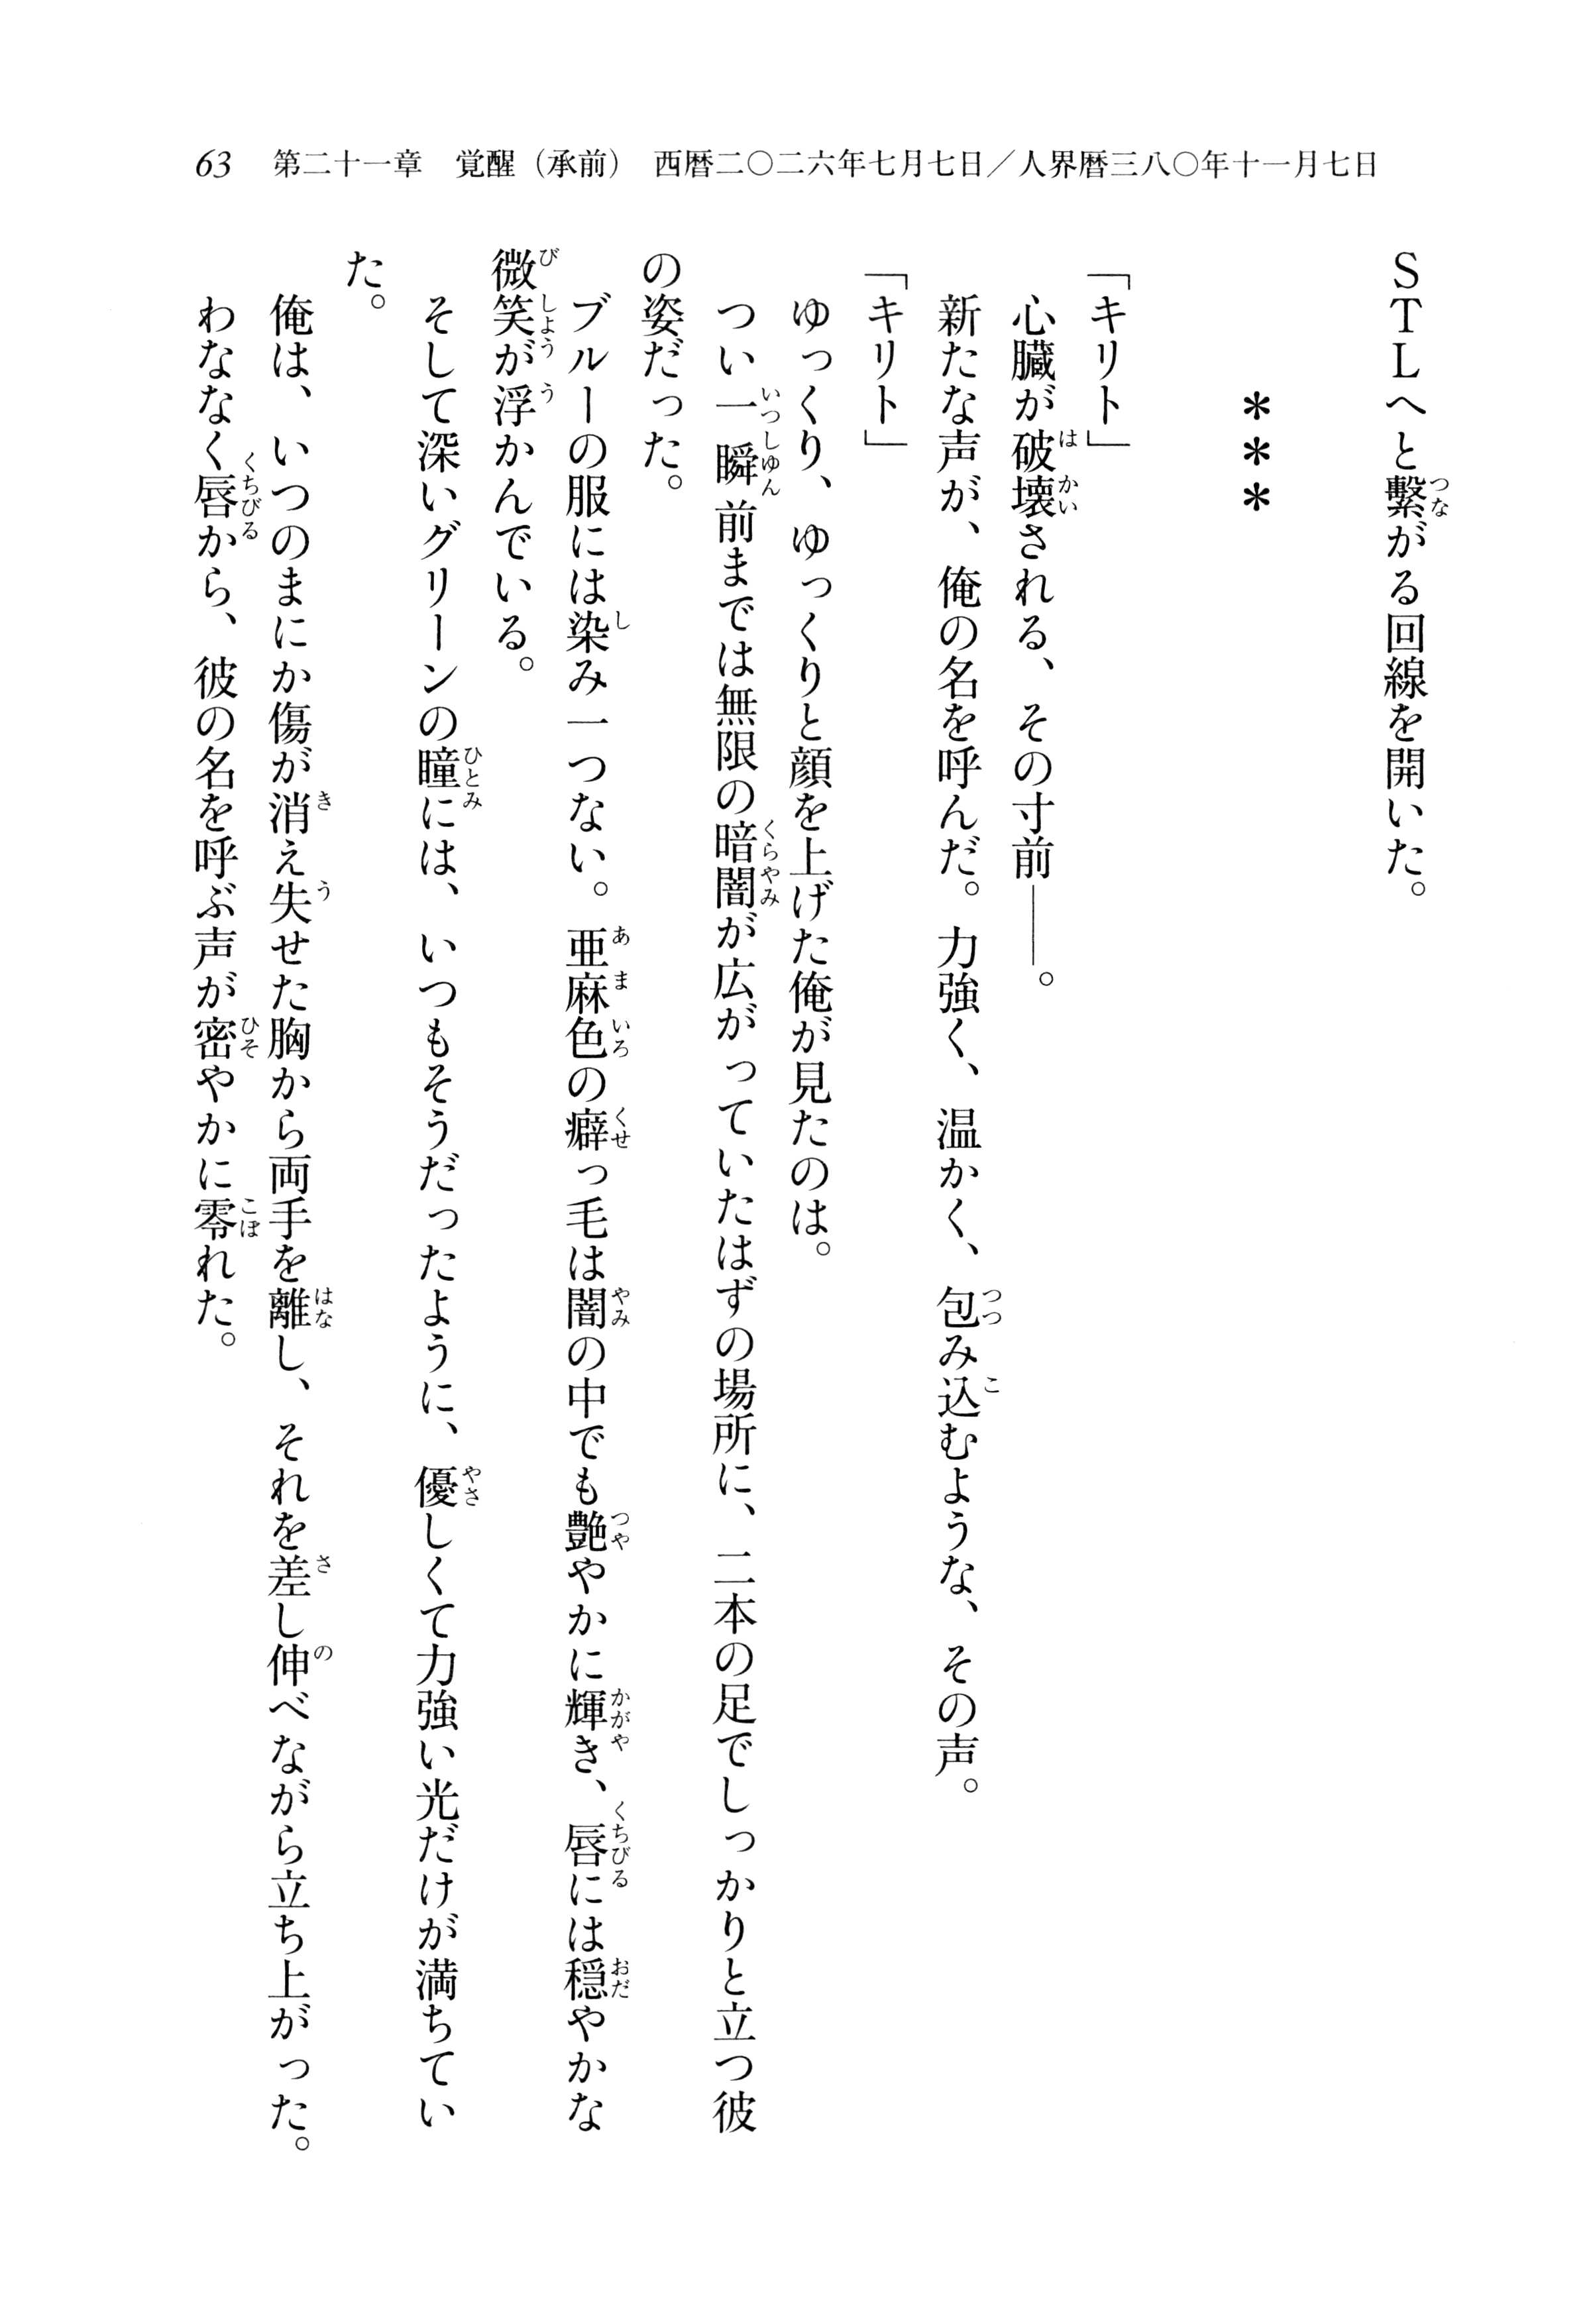 63　第二十一章　覚醒（承前）　西暦二〇二六年七月七日／人界暦三八〇年十一月七日
ＳＴＬへと繫がる回線を開いた。
＊＊＊
「キリト」
心臓が破壊される、その寸前――。
新たな声が、俺の名を呼んだ。力強く、温かく、包み込むような、その声。
「キリト」
ゆっくり、ゆっくりと顔を上げた俺が見たのは。
つい一瞬前までは無限の暗闇が広がっていたはずの場所に、二本の足でしっかりと立つ彼
の姿だった。
ブルーの服には染み一つない。亜麻色の癖っ毛は闇の中でも艶やかに輝き、唇には穏やかな
微笑が浮かんでいる。
そして深いグリーンの瞳には、いつもそうだったように、優しくて力強い光だけが満ちてい
た。
俺は、いつのまにか傷が消え失せた胸から両手を離し、それを差し伸べながら立ち上がった。
わななく唇から、彼の名を呼ぶ声が密やかに零れた。